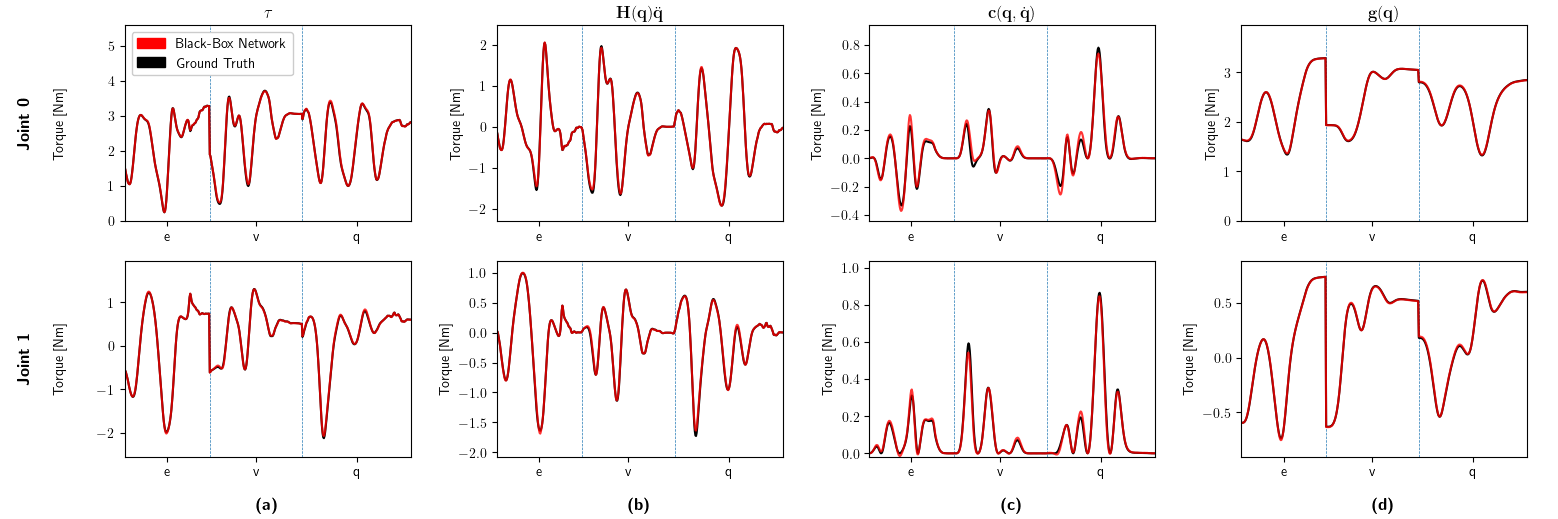 τ
H(q)q̈
c(q, q̇)
g(q)
Joint 0
Torque [Nm]
5
4
3
2
1
0
Black-Box Network
Ground Truth
e v q
Torque [Nm]
2
1
0
−1
−2
e v q
Torque [Nm]
0.8
0.6
0.4
0.2
0.0
−0.2
−0.4
e v q
Torque [Nm]
3
2
1
0
e v q
Joint 1
Torque [Nm]
1
0
−1
−2
e v q
Torque [Nm]
1.0
0.5
0.0
−0.5
−1.0
−1.5
−2.0
e v q
Torque [Nm]
1.0
0.8
0.6
0.4
0.2
0.0
e v q
Torque [Nm]
0.5
0.0
−0.5
e v q
(a)
(b)
(c)
(d)